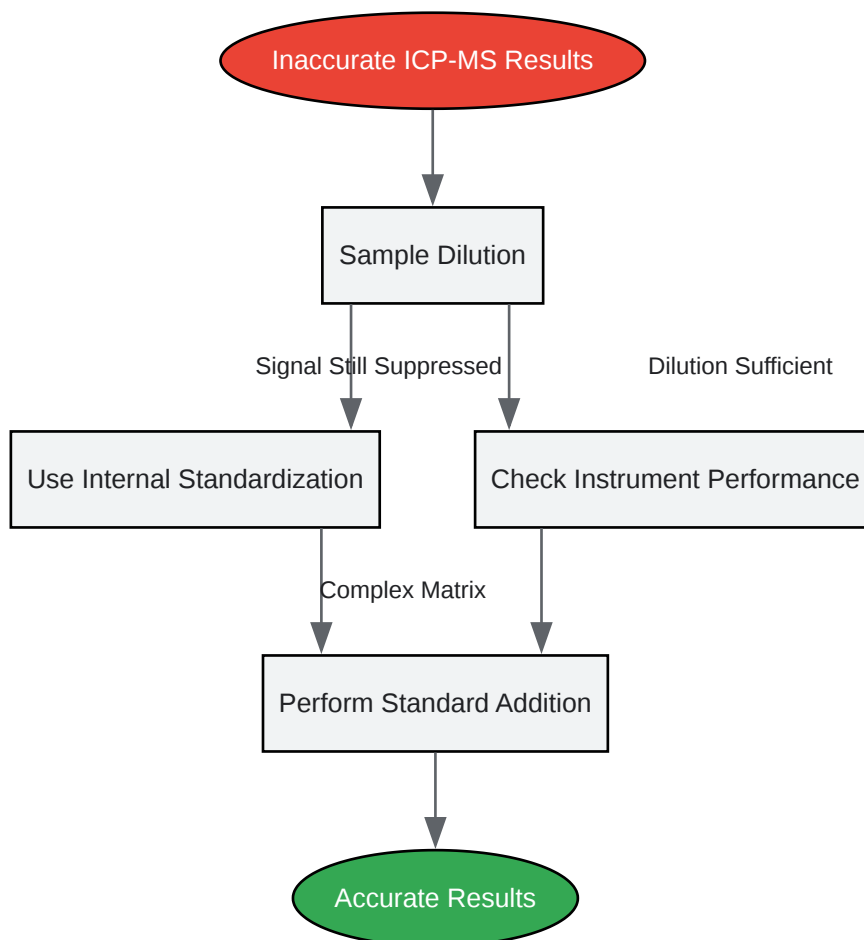 Inaccurate ICP-MS Results
Sample Dilution
Signal Still Suppressed
Dilution Sufficient
Use Internal Standardization
Check Instrument Performance
Complex Matrix
Perform Standard Addition
Accurate Results